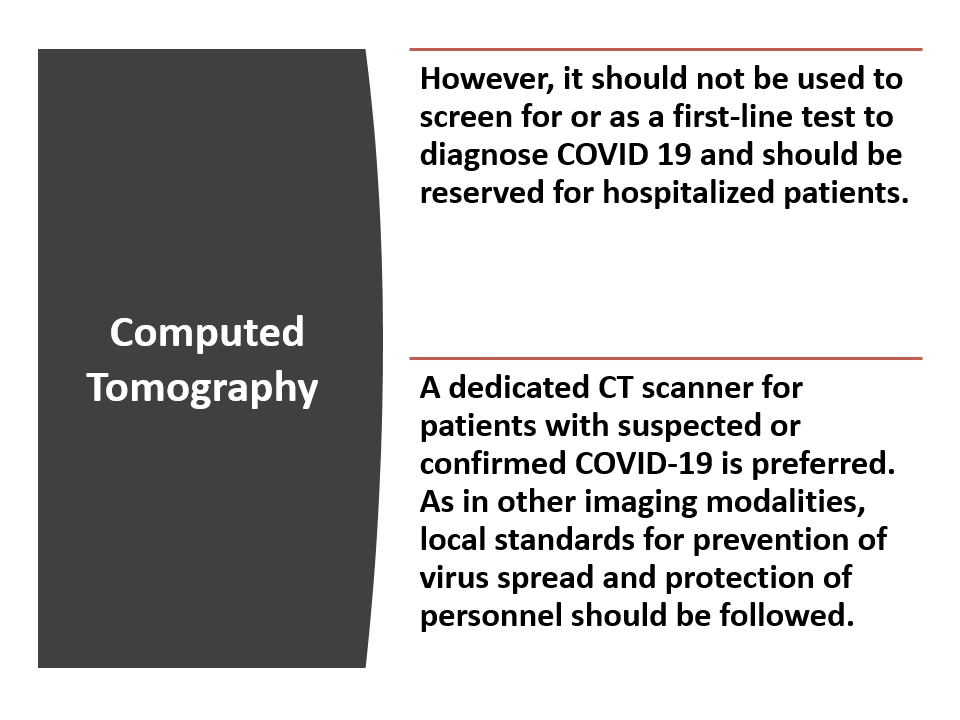 Computed
Tomography
However, it should not be used to
screen for or as a first-line test to
diagnose COVID 19 and should be
reserved for hospitalized patients.
A dedicated CT scanner for
patients with suspected or
confirmed COVID-19 is preferred.
As in other imaging modalities,
local standards for prevention of
virus spread and protection of
personnel should be followed.